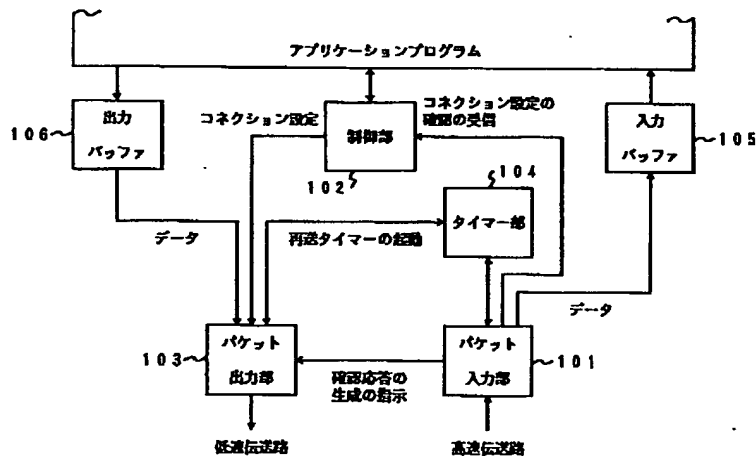 アプリケーションプログラム
106
出力
バッファ
コネクション設定
制御部
102
コネクション設定の
確認の受信
入力
バッファ
105
104
タイマー部
データ
再送タイマーの起動
データ
103
パケット
出力部
確認応答の
生成の指示
パケット
入力部
101
低速伝送路
高速伝送路